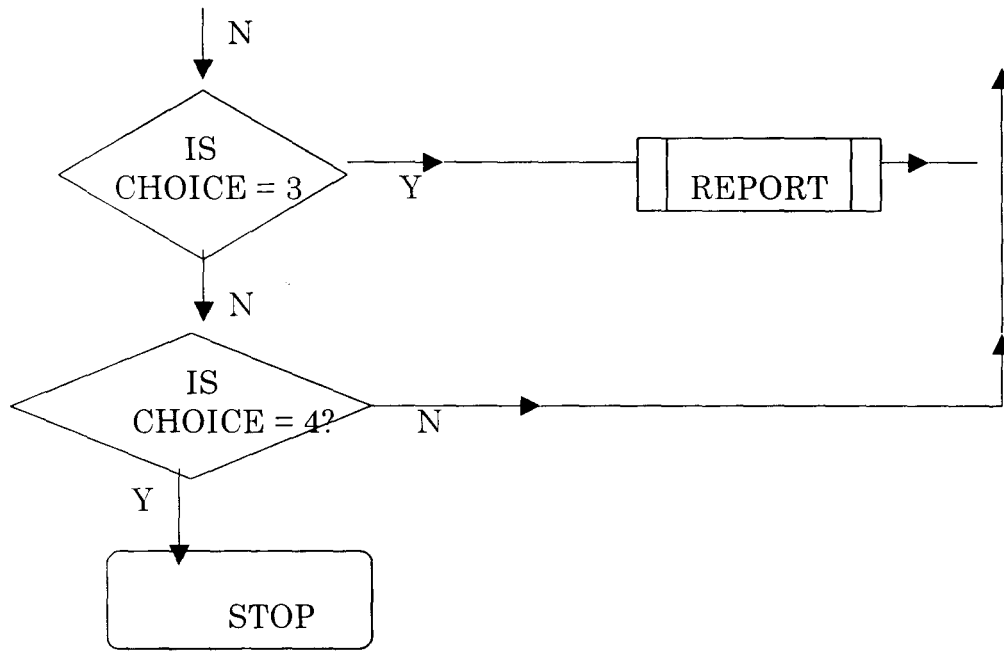 N
IS
CHOICE = 3
Y
REPORT
N
IS
CHOICE = 4?
N
Y
STOP